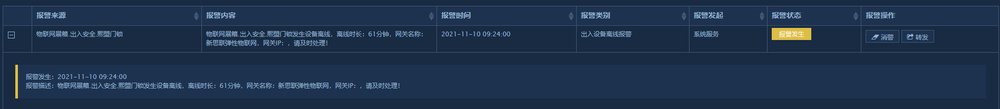 报警来源 报警内容 报警时间 报警类别 报警发起 报警状态 报警操作
物联网展箱.出入安全.熙盟门锁 物联网展箱.出入安全.熙盟门锁发生设备离线，离线时长：61分钟，网关名称： 2021-11-10 09:24:00 出入设备离线报警 系统服务 报警发生 消警 转发
新思联弹性物联网，网关IP：，请及时处理！
报警发生：2021-11-10 09:24:00
报警描述：物联网展箱.出入安全.熙盟门锁发生设备离线，离线时长：61分钟，网关名称：新思联弹性物联网，网关IP：，请及时处理！